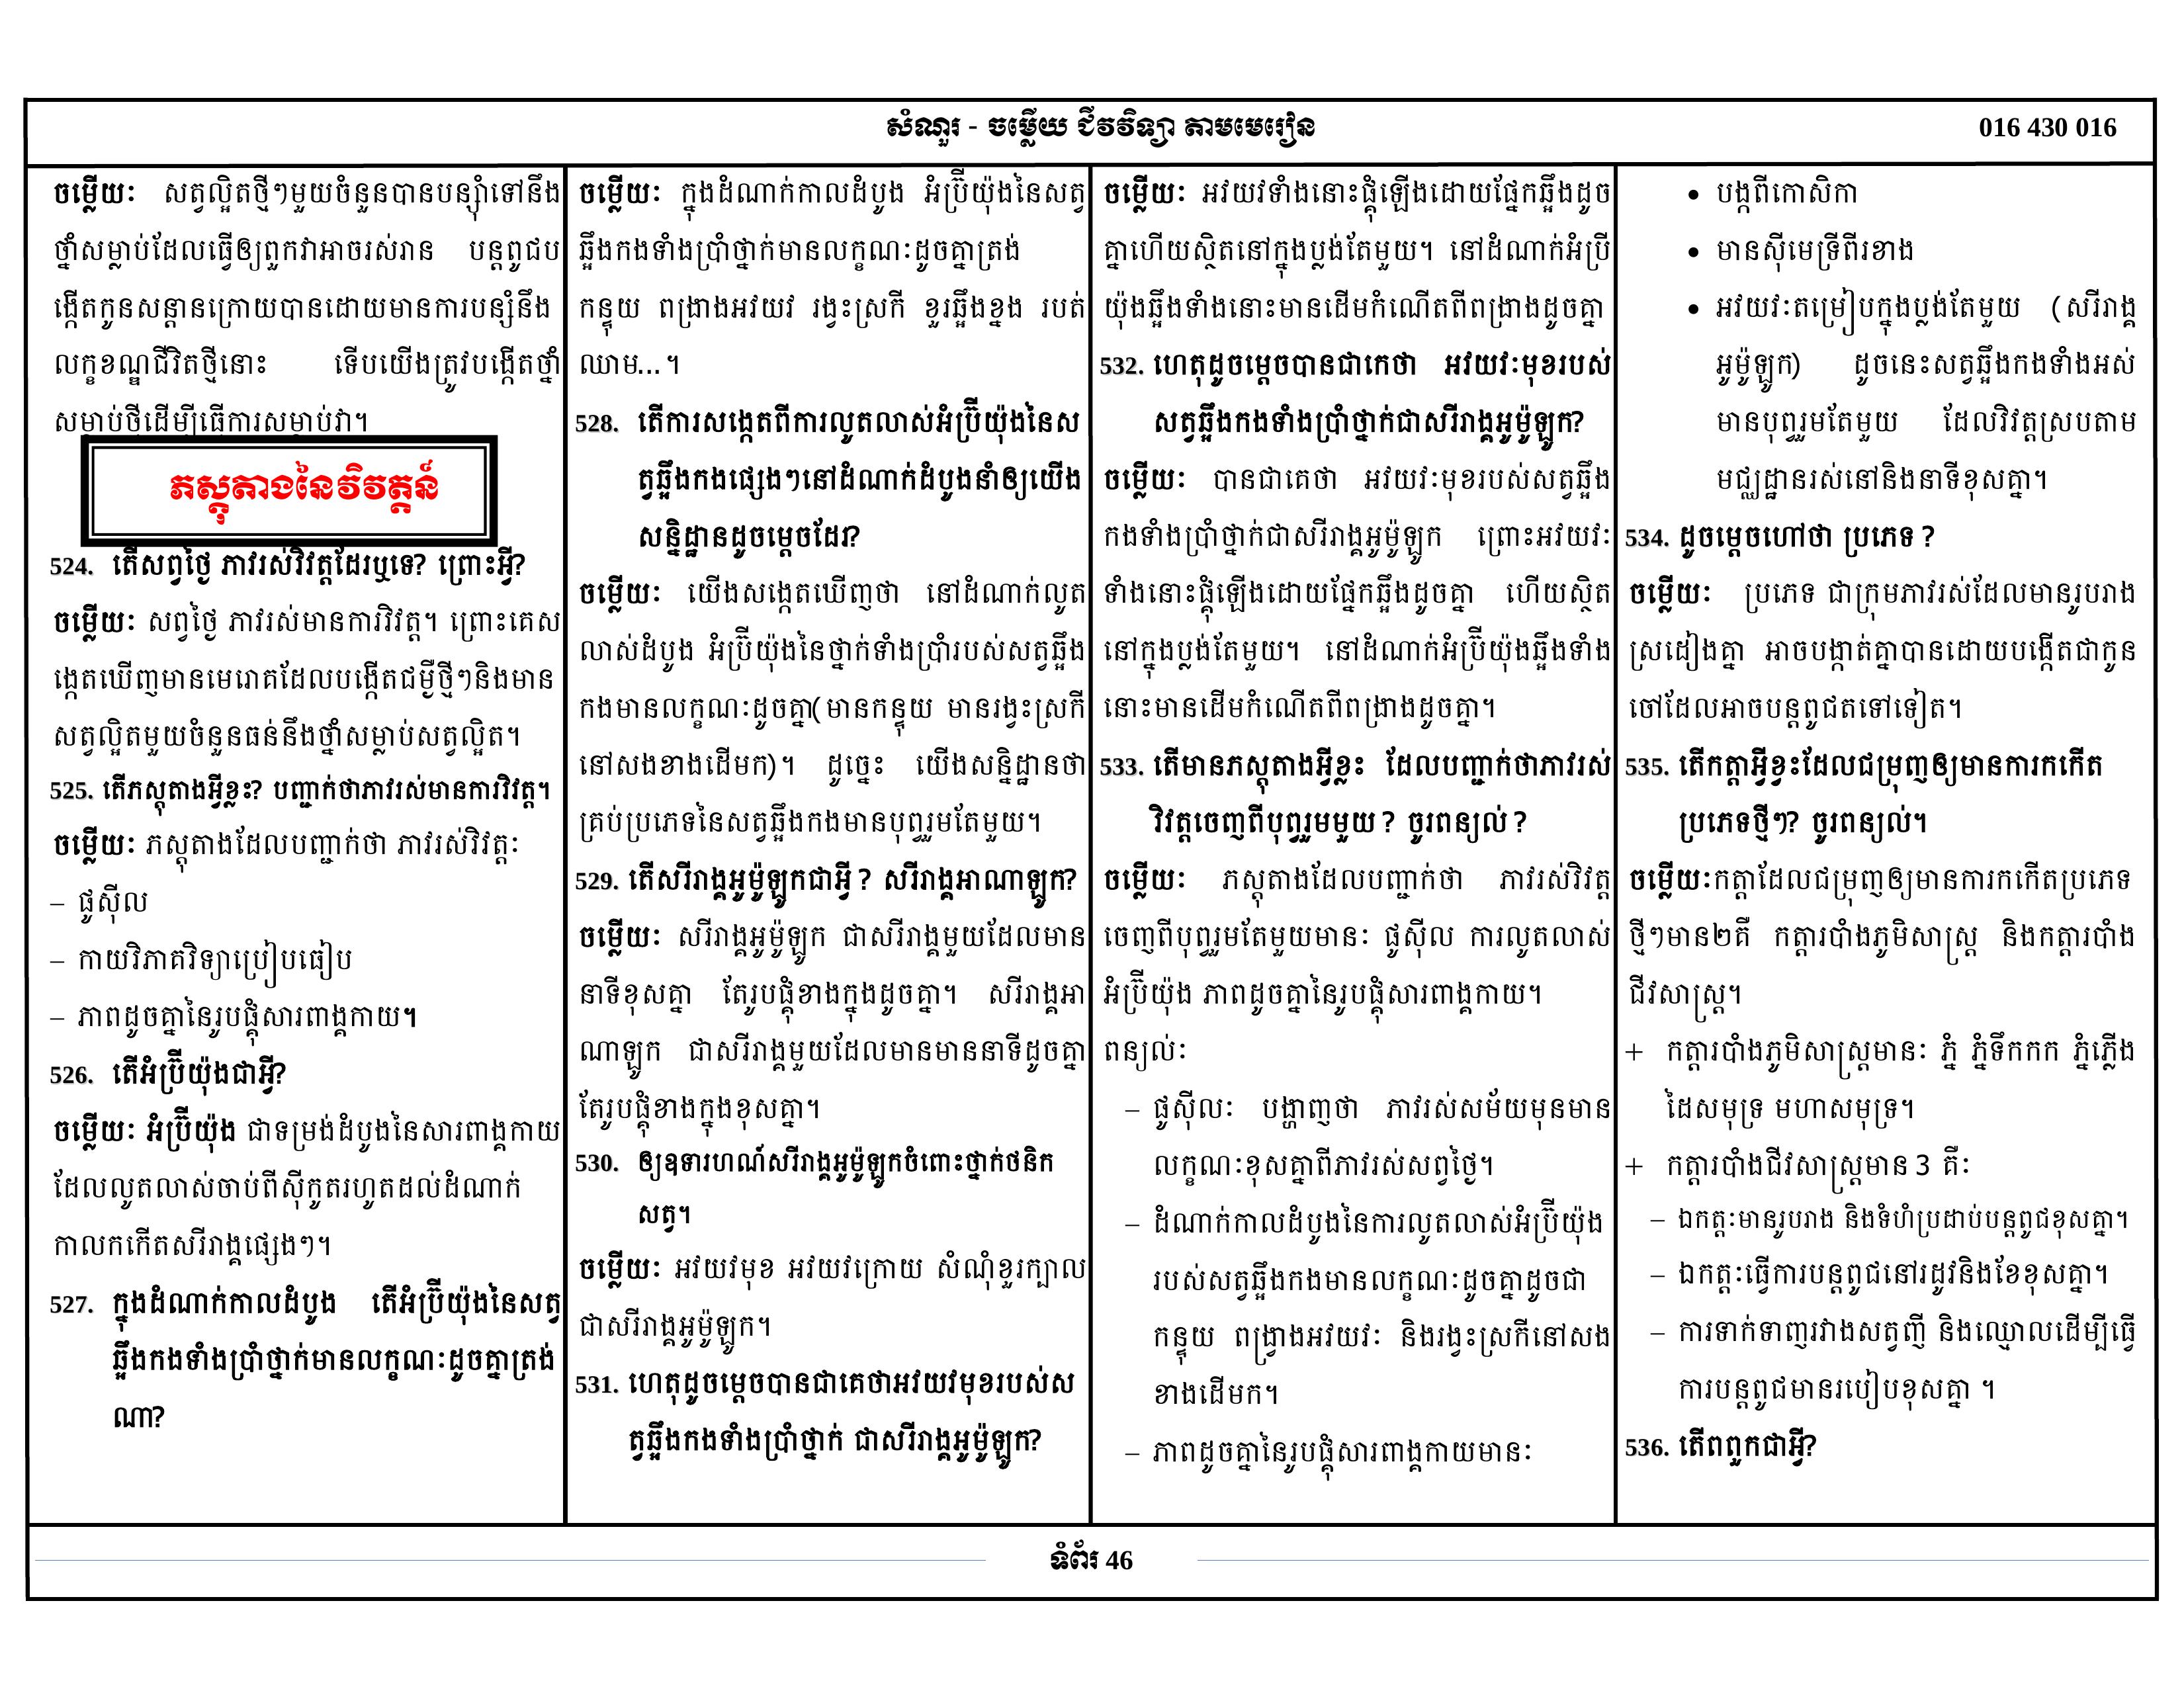 សំណួរ - ចម្លើយ ជីវវិទ្យា តាមមេរៀន
016 430 016
ចម្លើយៈ សត្វល្អិតថ្មីៗមួយចំនួនបានបន្ស៊ាំទៅនឹង
ថ្នាំសម្លាប់ដែលធ្វើឲ្យពួកវាអាចរស់រាន បន្តពូជប
ង្កើតកូនសន្តានក្រោយបានដោយមានការបន្សំនឹង
លក្ខខណ្ឌជីវិតថ្មីនោះ ទើបយើងត្រូវបង្កើតថ្នាំ
សម្លាប់ថ្មីដើម្បីធ្វើការសម្លាប់វា។
ភស្តុតាងនៃវិវត្តន៍
524. តើសព្វថ្ងៃ ភាវរស់វិវត្តដែរឬទេ? ព្រោះអ្វី?
ចម្លើយៈ សព្វថ្ងៃ ភាវរស់មានការវិវត្ត។ ព្រោះគេស
ង្កេតឃើញមានមេរោគដែលបង្កើតជម្ងឺថ្មីៗនិងមាន
សត្វល្អិតមួយចំនួនធន់នឹងថ្នាំសម្លាប់សត្វល្អិត។
525. តើភស្តុតាងអ្វីខ្លះ? បញ្ជាក់ថាភាវរស់មានការវិវត្ត។
ចម្លើយៈ ភស្តុតាងដែលបញ្ជាក់ថា ភាវរស់វិវត្តៈ
– ផូស៊ីល
– កាយវិភាគវិទ្យាប្រៀបធៀប
– ភាពដូចគ្នានៃរូបផ្គុំសារពាង្គកាយ។
526. តើអំប្រ៊ីយ៉ុងជាអ្វី?
ចម្លើយៈ អំប្រ៊ីយ៉ុង ជាទម្រង់ដំបូងនៃសារពាង្គកាយ
ដែលលូតលាស់ចាប់ពីស៊ីកូតរហូតដល់ដំណាក់
កាលកកើតសរីរាង្គផ្សេងៗ។
527. ក្នុងដំណាក់កាលដំបូង តើអំប្រ៊ីយ៉ុងនៃសត្វ
ឆ្អឹងកងទាំងប្រាំថ្នាក់មានលក្ខណៈដូចគ្នាត្រង់
ណា?
ចម្លើយៈ ក្នុងដំណាក់កាលដំបូង អំប្រ៊ីយ៉ុងនៃសត្វ
ឆ្អឹងកងទាំងប្រាំថ្នាក់មានលក្ខណៈដូចគ្នាត្រង់
កន្ទុយ ពង្រាងអវយវ រង្វះស្រកី ខួរឆ្អឹងខ្នង របត់
ឈាម...។
528. តើការសង្កេតពីការលូតលាស់អំប្រ៊ីយ៉ុងនៃស
ត្វឆ្អឹងកងផ្សេងៗនៅដំណាក់ដំបូងនាំឲ្យយើង
សន្និដ្ឋានដូចម្តេចដែរ?
ចម្លើយៈ យើងសង្កេតឃើញថា នៅដំណាក់លូត
លាស់ដំបូង អំប្រ៊ីយ៉ុងនៃថ្នាក់ទាំងប្រាំរបស់សត្វឆ្អឹង
កងមានលក្ខណៈដូចគ្នា(មានកន្ទុយ មានរង្វះស្រកី
នៅសងខាងដើមក)។ ដូច្នេះ យើងសន្និដ្ឋានថា
គ្រប់ប្រភេទនៃសត្វឆ្អឹងកងមានបុព្វរួមតែមួយ។
529. តើសរីរាង្គអូម៉ូឡូកជាអ្វី ? សរីរាង្គអាណាឡូក?
ចម្លើយៈ សរីរាង្គអូម៉ូឡូក ជាសរីរាង្គមួយដែលមាន
នាទីខុសគ្នា តែរូបផ្គុំខាងក្នុងដូចគ្នា។ សរីរាង្គអា
ណាឡូក ជាសរីរាង្គមួយដែលមានមាននាទីដូចគ្នា
តែរូបផ្គុំខាងក្នុងខុសគ្នា។
530. ឲ្យឧទារហណ៍សរីរាង្គអូម៉ូឡូកចំពោះថ្នាក់ថនិក
សត្វ។
ចម្លើយៈ អវយវមុខ អវយវក្រោយ សំណុំខួរក្បាល
ជាសរីរាង្គអូម៉ូឡូក។
531. ហេតុដូចម្តេចបានជាគេថាអវយវមុខរបស់ស
ត្វឆ្អឹងកងទាំងប្រាំថ្នាក់ ជាសរីរាង្គអូម៉ូឡូក?
ចម្លើយៈ អវយវទាំងនោះផ្គុំឡើងដោយផ្នែកឆ្អឹងដូច
គ្នាហើយស្ថិតនៅក្នុងប្លង់តែមួយ។ នៅដំណាក់អំប្រ៊ី
យ៉ុងឆ្អឹងទាំងនោះមានដើមកំណើតពីពង្រាងដូចគ្នា
532. ហេតុដូចម្តេចបានជាកេថា អវយវៈមុខរបស់
សត្វឆ្អឹងកងទាំងប្រាំថ្នាក់ជាសរីរាង្គអូម៉ូឡូក?
ចម្លើយៈ បានជាគេថា អវយវៈមុខរបស់សត្វឆ្អឹង
កងទាំងប្រាំថ្នាក់ជាសរីរាង្គអូម៉ូឡូក ព្រោះអវយវៈ
ទាំងនោះផ្គុំឡើងដោយផ្នែកឆ្អឹងដូចគ្នា ហើយស្ថិត
នៅក្នុងប្លង់តែមួយ។ នៅដំណាក់អំប្រ៊ីយ៉ុងឆ្អឹងទាំង
នោះមានដើមកំណើតពីពង្រាងដូចគ្នា។
533. តើមានភស្តុតាងអ្វីខ្លះ ដែលបញ្ជាក់ថាភាវរស់
វិវត្តចេញពីបុព្វរួមមួយ ? ចូរពន្យល់ ?
ចម្លើយៈ ភស្តុតាងដែលបញ្ជាក់ថា ភាវរស់វិវត្ត
ចេញពីបុព្វរួមតែមួយមានៈ ផូស៊ីល ការលូតលាស់
អំប្រ៊ីយ៉ុង ភាពដូចគ្នានៃរូបផ្គុំសារពាង្គកាយ។
ពន្យល់ៈ
– ផូស៊ីលៈ បង្ហាញថា ភាវរស់សម័យមុនមាន
លក្ខណៈខុសគ្នាពីភាវរស់សព្វថ្ងៃ។
– ដំណាក់កាលដំបូងនៃការលូតលាស់អំប្រ៊ីយ៉ុង
របស់សត្វឆ្អឹងកងមានលក្ខណៈដូចគ្នាដូចជា
កន្ទុយ ពង្រ្វាងអវយវៈ និងរង្វះស្រកីនៅសង
ខាងដើមក។
– ភាពដូចគ្នានៃរូបផ្គុំសារពាង្គកាយមានៈ
• បង្កពីកោសិកា
• មានស៊ីមេទ្រីពីរខាង
• អវយវៈតម្រៀបក្នុងប្លង់តែមួយ (សរីរាង្គ
អូម៉ូឡូក) ដូចនេះសត្វឆ្អឹងកងទាំងអស់
មានបុព្វរួមតែមួយ ដែលវិវត្តស្របតាម
មជ្ឈដ្ឋានរស់នៅនិងនាទីខុសគ្នា។
534. ដូចម្តេចហៅថា ប្រភេទ ?
ចម្លើយៈ ប្រភេទ ជាក្រុមភាវរស់ដែលមានរូបរាង
ស្រដៀងគ្នា អាចបង្កាត់គ្នាបានដោយបង្កើតជាកូន
ចៅដែលអាចបន្តពូជតទៅទៀត។
535. តើកត្តាអ្វីខ្វះដែលជម្រុញឲ្យមានការកកើត
ប្រភេទថ្មីៗ? ចូរពន្យល់។
ចម្លើយៈកត្តាដែលជម្រុញឲ្យមានការកកើតប្រភេទ
ថ្មីៗមាន២គឺ កត្តារបាំងភូមិសាស្ត្រ និងកត្តារបាំង
ជីវសាស្ត្រ។
+ កត្តារបាំងភូមិសាស្ត្រមានៈ ភ្នំ ភ្នំទឹកកក ភ្នំភ្លើង
ដៃសមុទ្រ មហាសមុទ្រ។
+ កត្តារបាំងជីវសាស្ត្រមាន 3 គឺៈ
– ឯកត្តៈមានរូបរាង និងទំហំប្រដាប់បន្តពូជខុសគ្នា។
– ឯកត្តៈធ្វើការបន្តពូជនៅរដូវនិងខែខុសគ្នា។
– ការទាក់ទាញរវាងសត្វញី និងឈ្មោលដើម្បីធ្វើ
ការបន្តពូជមានរបៀបខុសគ្នា ។
536. តើពពួកជាអ្វី?
ទំព័រ 46